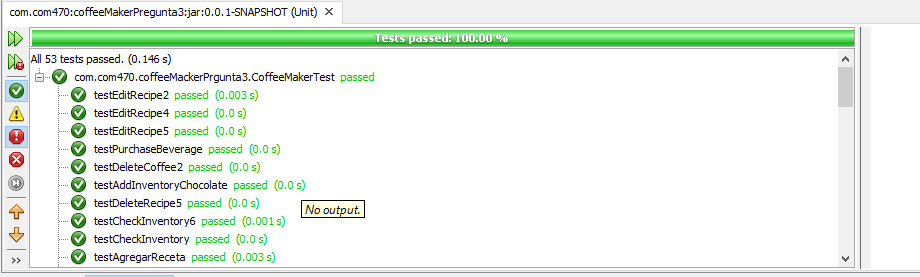 com.com470:coffeeMakerPregunta3:jar:0.0.1-SNAPSHOT (Unit)
Tests passed: 100.00 %
All 53 tests passed. (0.146 s)
com.com470.coffeeMackerPrgunta3.CoffeeMakerTest passed
testEditRecipe2 passed (0.003 s)
testEditRecipe4 passed (0.0 s)
testEditRecipe5 passed (0.0 s)
testPurchaseBeverage passed (0.0 s)
testDeleteCoffee2 passed (0.0 s)
testAddInventoryChocolate passed (0.0 s)
testDeleteRecipe5 passed (0.0 s)
No output.
testCheckInventory6 passed (0.001 s)
testCheckInventory passed (0.0 s)
testAgregarReceta passed (0.003 s)